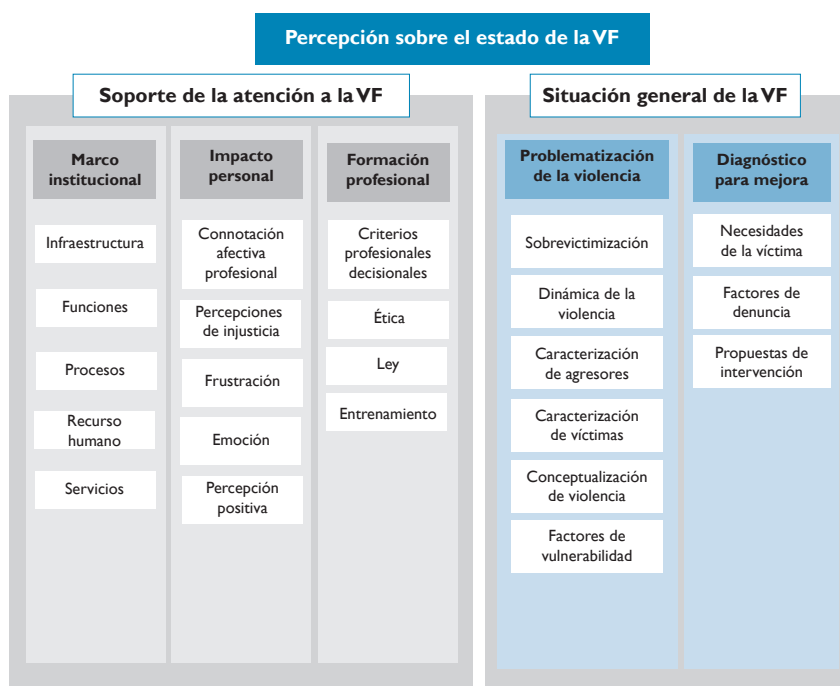 Percepción sobre el estado de la VF
Soporte de la atención a la VF
Marco
institucional
Infraestructura
Funciones
Procesos
Recurso
humano
Servicios
Impacto
personal
Connotación
afectiva
profesional
Percepciones
de injusticia
Frustración
Emoción
Percepción
positiva
Formación
profesional
Criterios
profesionales
decisionales
Ética
Ley
Entrenamiento
Situación general de la VF
Problematización
de la violencia
Sobrevictimización
Dinámica de la
violencia
Caracterización
de agresores
Caracterización
de víctimas
Conceptualización
de violencia
Factores de
vulnerabilidad
Diagnóstico
para mejora
Necesidades
de la víctima
Factores de
denuncia
Propuestas de
intervención